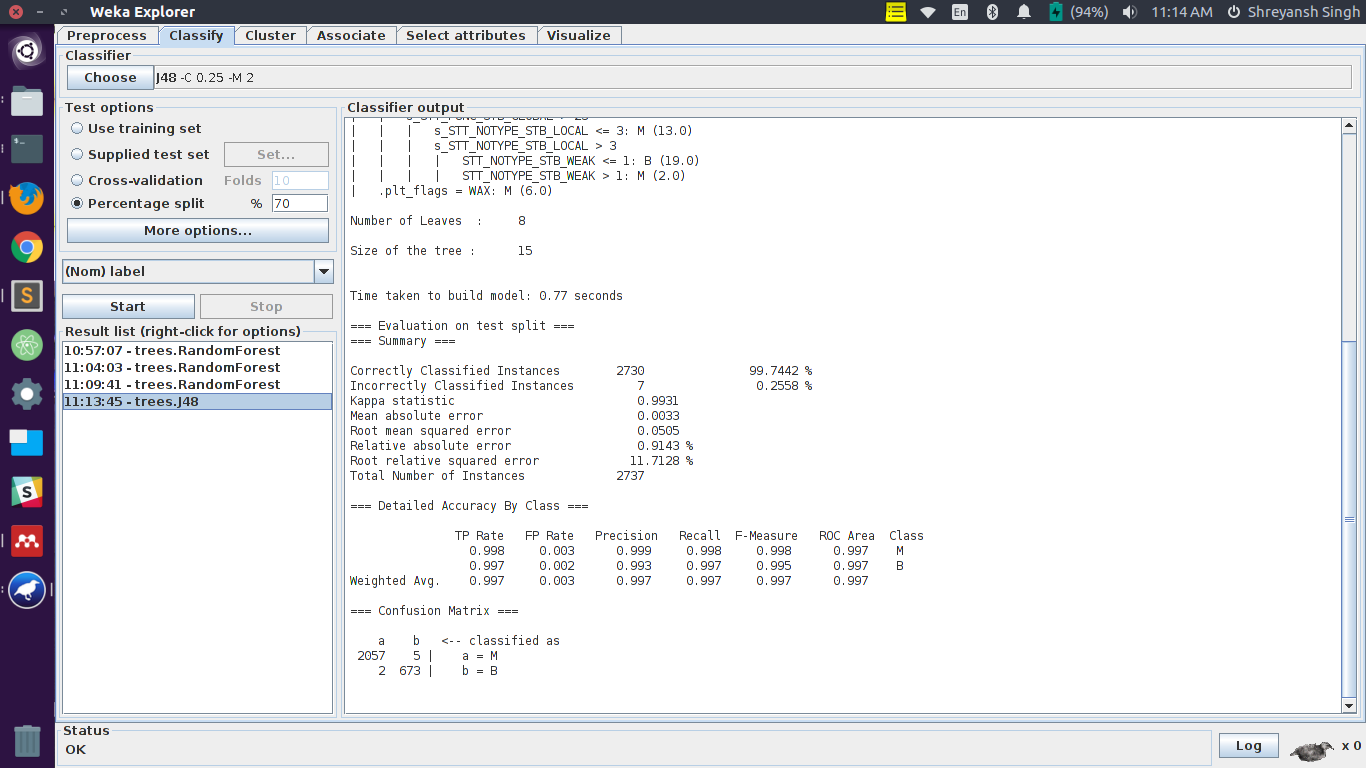 Weka Explorer
En (94%) 11:14 AM Shreyansh Singh
Preprocess Classify Cluster Associate Select attributes Visualize
Classifier
Choose J48 -C 0.25 -M 2
Test options
Use training set
Supplied test set Set...
Cross-validation Folds 10
Percentage split % 70
More options...
(Nom) label
Start Stop
Result list (right-click for options)
10:57:07 - trees.RandomForest
11:04:03 - trees.RandomForest
11:09:41 - trees.RandomForest
11:13:45 - trees.J48
Classifier output
| | | s_STT_NOTYPE_STB_LOCAL <= 3: M (13.0)
| | | s_STT_NOTYPE_STB_LOCAL > 3
| | | | STT_NOTYPE_STB_WEAK <= 1: B (19.0)
| | | | STT_NOTYPE_STB_WEAK > 1: M (2.0)
| .plt_flags = WAX: M (6.0)
Number of Leaves : 8
Size of the tree : 15
Time taken to build model: 0.77 seconds
=== Evaluation on test split ===
=== Summary ===
Correctly Classified Instances 2730 99.7442 %
Incorrectly Classified Instances 7 0.2558 %
Kappa statistic 0.9931
Mean absolute error 0.0033
Root mean squared error 0.0505
Relative absolute error 0.9143 %
Root relative squared error 11.7128 %
Total Number of Instances 2737
=== Detailed Accuracy By Class ===
TP Rate FP Rate Precision Recall F-Measure ROC Area Class
0.998 0.003 0.999 0.998 0.998 0.997 M
0.997 0.002 0.993 0.997 0.995 0.997 B
Weighted Avg. 0.997 0.003 0.997 0.997 0.997 0.997
=== Confusion Matrix ===
a b <-- classified as
2057 5 | a = M
2 673 | b = B
Status
OK
Log x 0